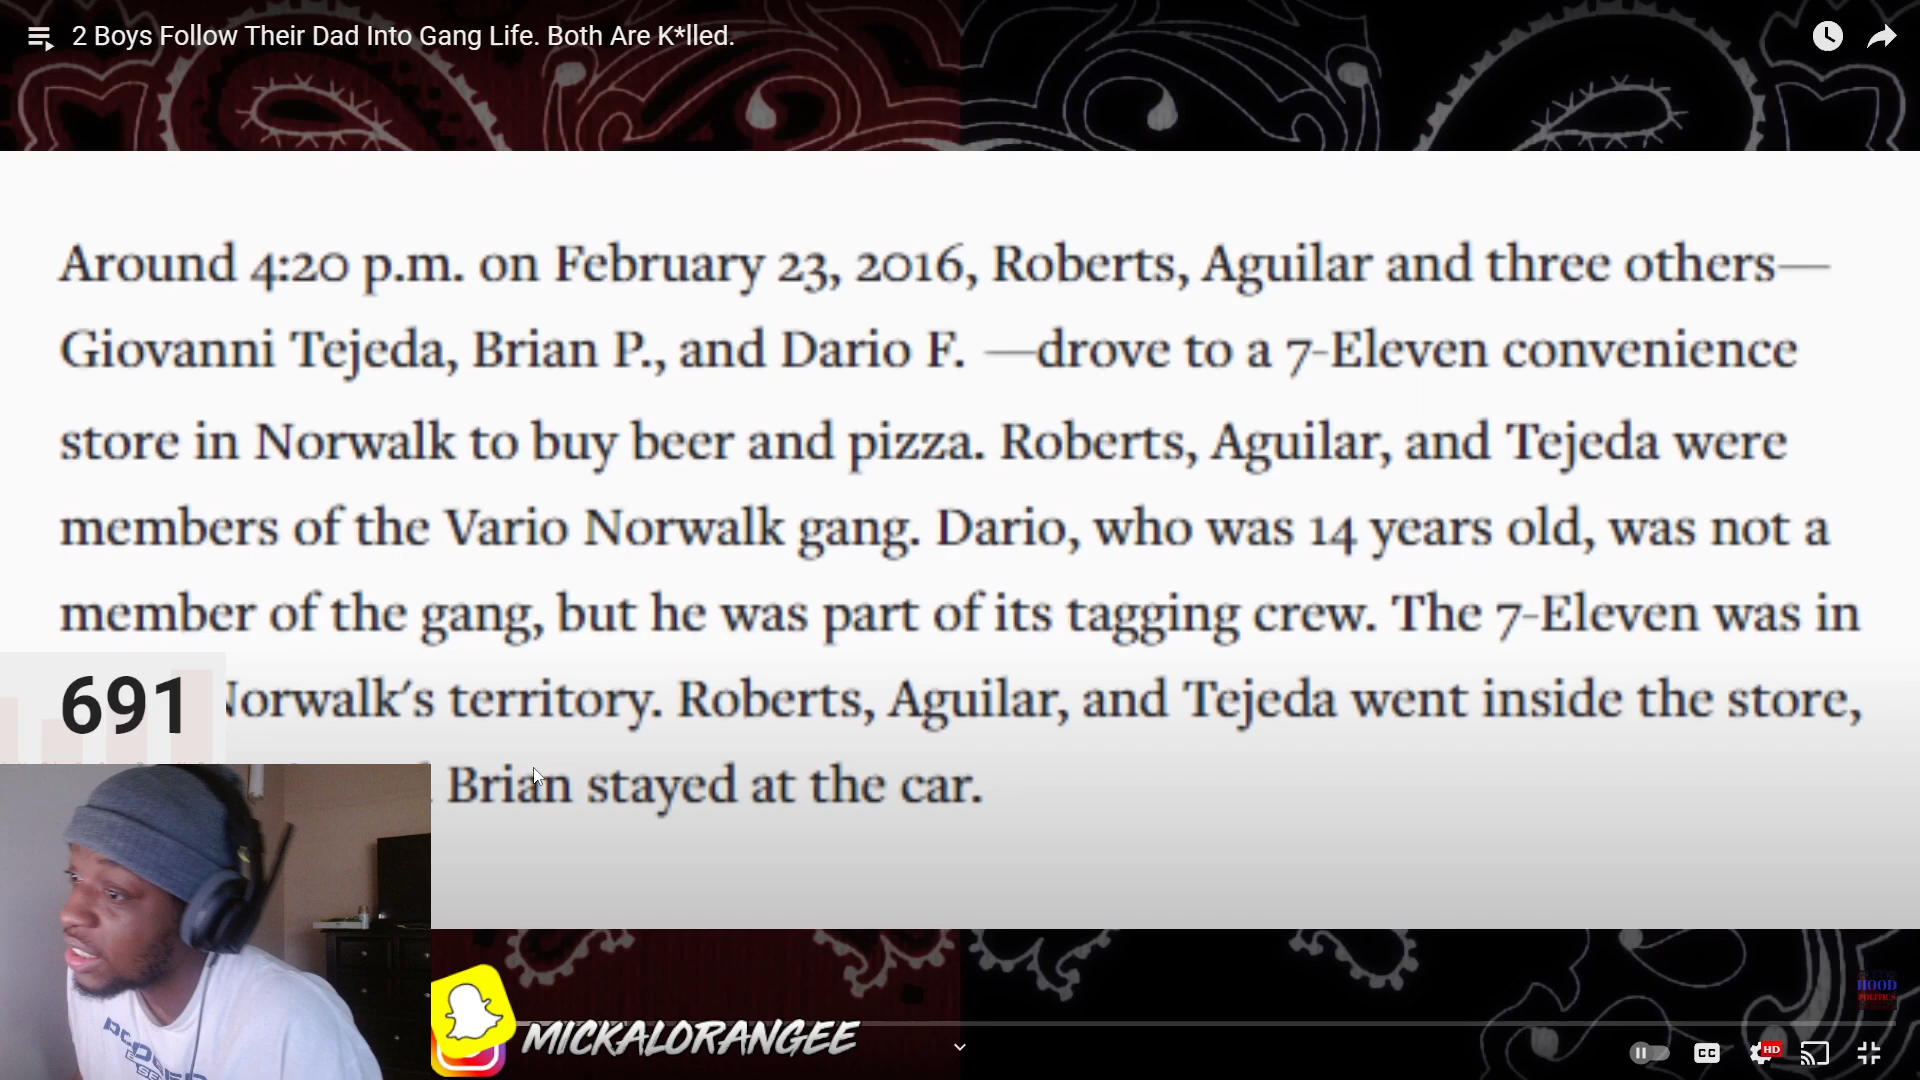 2 Boys Follow Their Dad Into Gang Life. Both Are K*lled.
Around 4:20 p.m. on February 23, 2016, Roberts, Aguilar and three others—
Giovanni Tejeda, Brian P., and Dario F. —drove to a 7-Eleven convenience
store in Norwalk to buy beer and pizza. Roberts, Aguilar, and Tejeda were
members of the Vario Norwalk gang. Dario, who was 14 years old, was not a
member of the gang, but he was part of its tagging crew. The 7-Eleven was in
Norwalk's territory. Roberts, Aguilar, and Tejeda went inside the store,
Brian stayed at the car.
691
MICKALORANGEE
HOOD
POLITICS
CC
HD